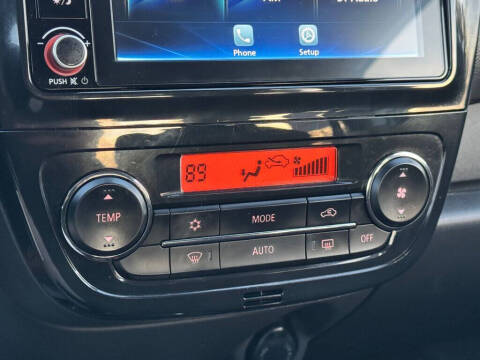 Phone Setup
PUSH
89
TEMP
MODE
AUTO
OFF